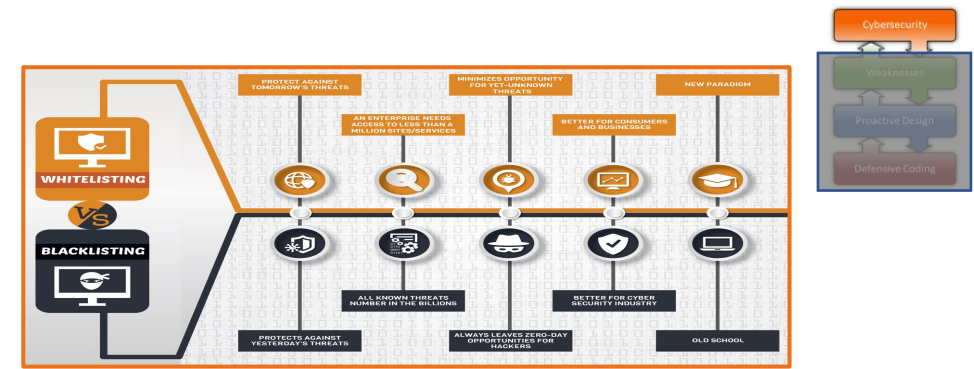 Cybersecurity
Weaknesses
Proactive Design
Defensive Coding
WHITELISTING
VS
BLACKLISTING
PROTECT AGAINST
TOMORROW'S THREATS
AN ENTERPRISE NEEDS
ACCESS TO LESS THAN A
MILLION SITES/SERVICES
MINIMIZES OPPORTUNITY
FOR YET-UNKNOWN
THREATS
BETTER FOR CONSUMERS
AND BUSINESSES
NEW PARADIGM
PROTECTS AGAINST
YESTERDAY'S THREATS
ALL KNOWN THREATS
NUMBER IN THE BILLIONS
ALWAYS LEAVES ZERO-DAY
OPPORTUNITIES FOR
HACKERS
BETTER FOR CYBER
SECURITY INDUSTRY
OLD SCHOOL